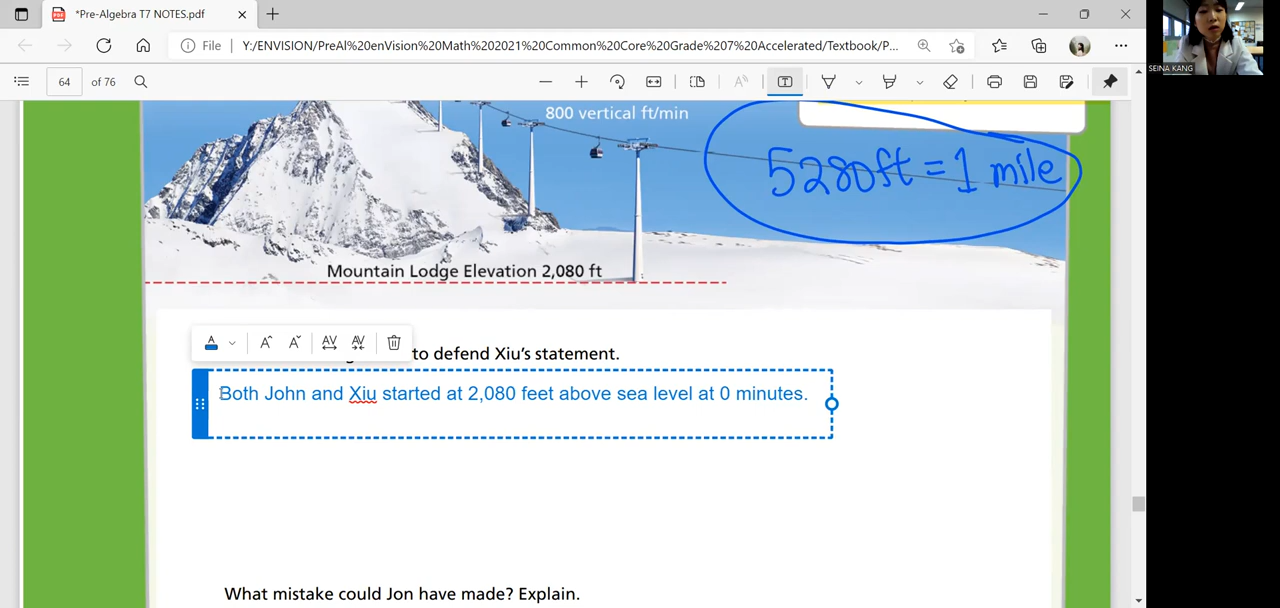 *Pre-Algebra T7 NOTES.pdf
File
Y:/ENVISION/PreAl%20enVision%20Math%202021%20Common%20Core%20Grade%207%20Accelerated/Textbook/P...
64
of 76
SEINA KANG
800 vertical ft/min
5280ft = 1 mile
Mountain Lodge Elevation 2,080 ft
to defend Xiu's statement.
Both John and Xiu started at 2,080 feet above sea level at 0 minutes.
What mistake could Jon have made? Explain.